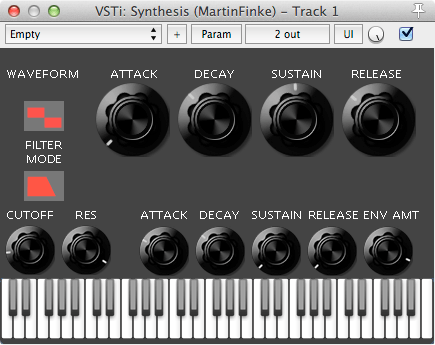 VSTi: Synthesis (MartinFinke) - Track 1
Empty + Param 2 out UI
WAVEFORM ATTACK DECAY SUSTAIN RELEASE
FILTER
MODE
CUTOFF RES ATTACK DECAY SUSTAIN RELEASE ENV AMT